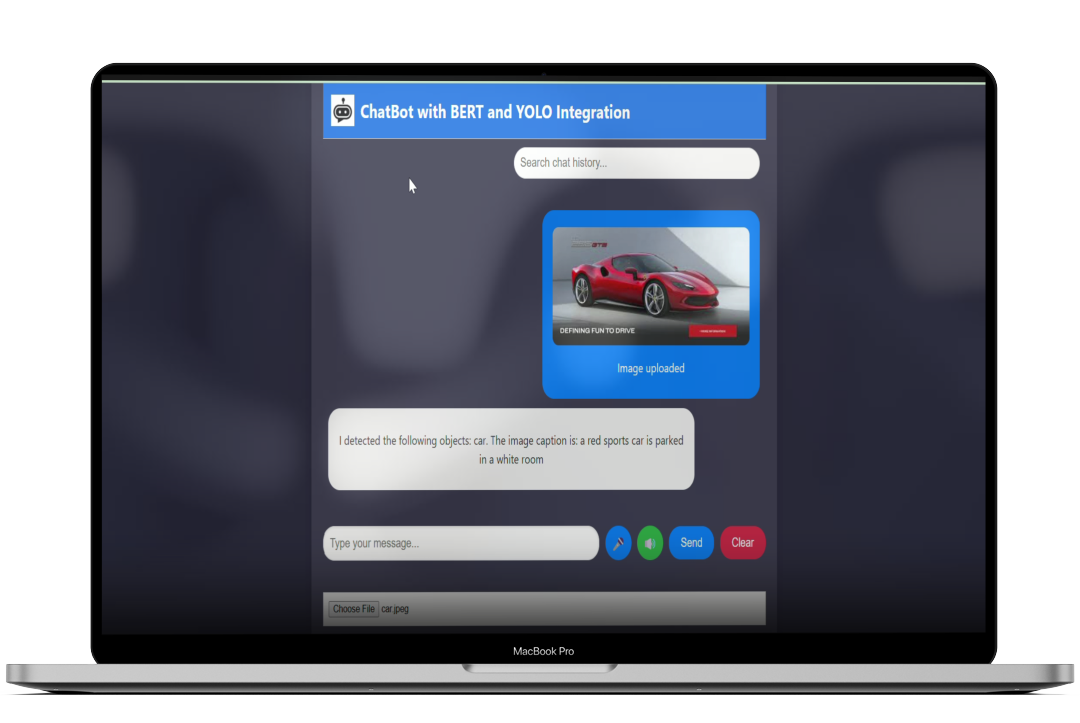 ChatBot with BERT and YOLO Integration
Search chat history...
GTB
DEFINING FUN TO DRIVE
Image uploaded
I detected the following objects: car. The image caption is: a red sports car is parked
in a white room
Type your message...
Send
Clear
Choose File car.jpeg
MacBook Pro